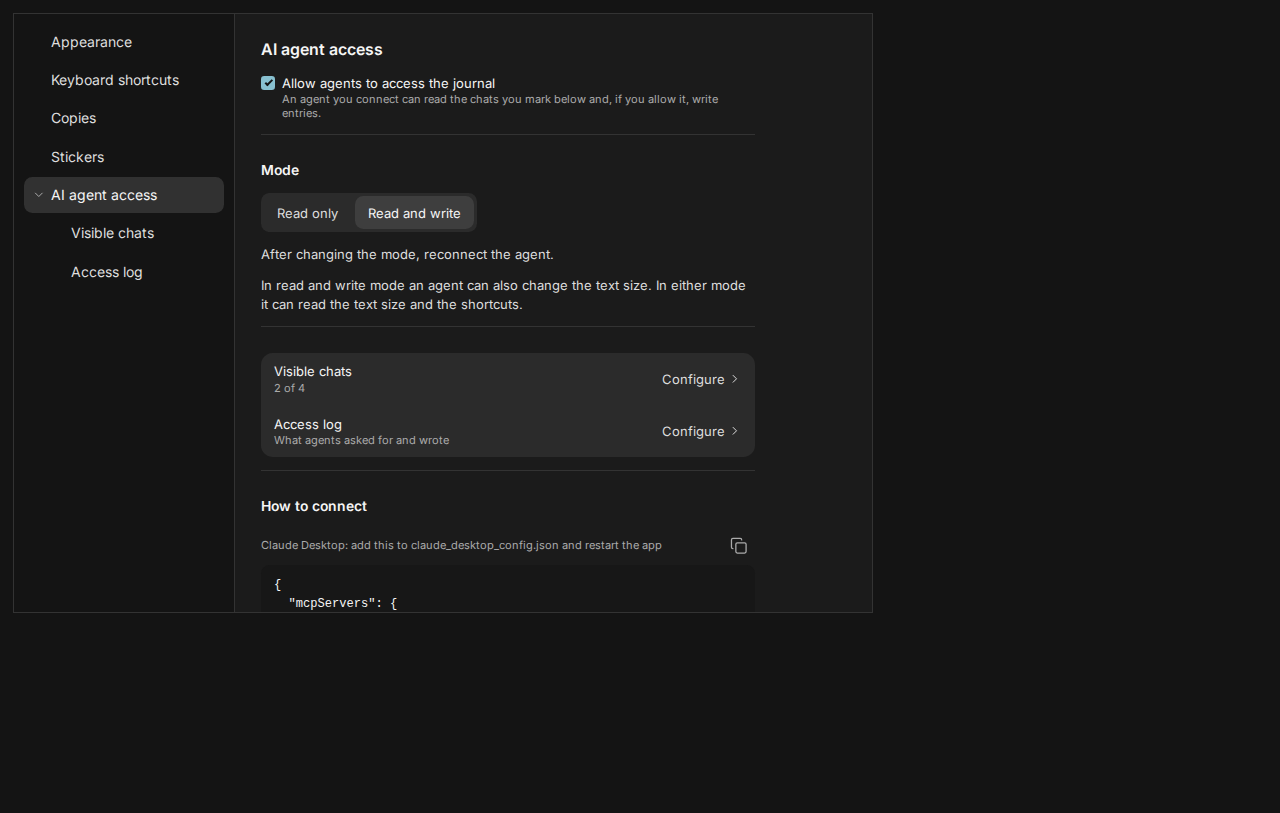 Appearance
Keyboard shortcuts
Copies
Stickers
AI agent access
Visible chats
Access log
AI agent access
Allow agents to access the journal
An agent you connect can read the chats you mark below and, if you allow it, write
entries.
Mode
Read only
Read and write
After changing the mode, reconnect the agent.
In read and write mode an agent can also change the text size. In either mode
it can read the text size and the shortcuts.
Visible chats
2 of 4
Configure
Access log
What agents asked for and wrote
Configure
How to connect
Claude Desktop: add this to claude_desktop_config.json and restart the app
{
"mcpServers": {